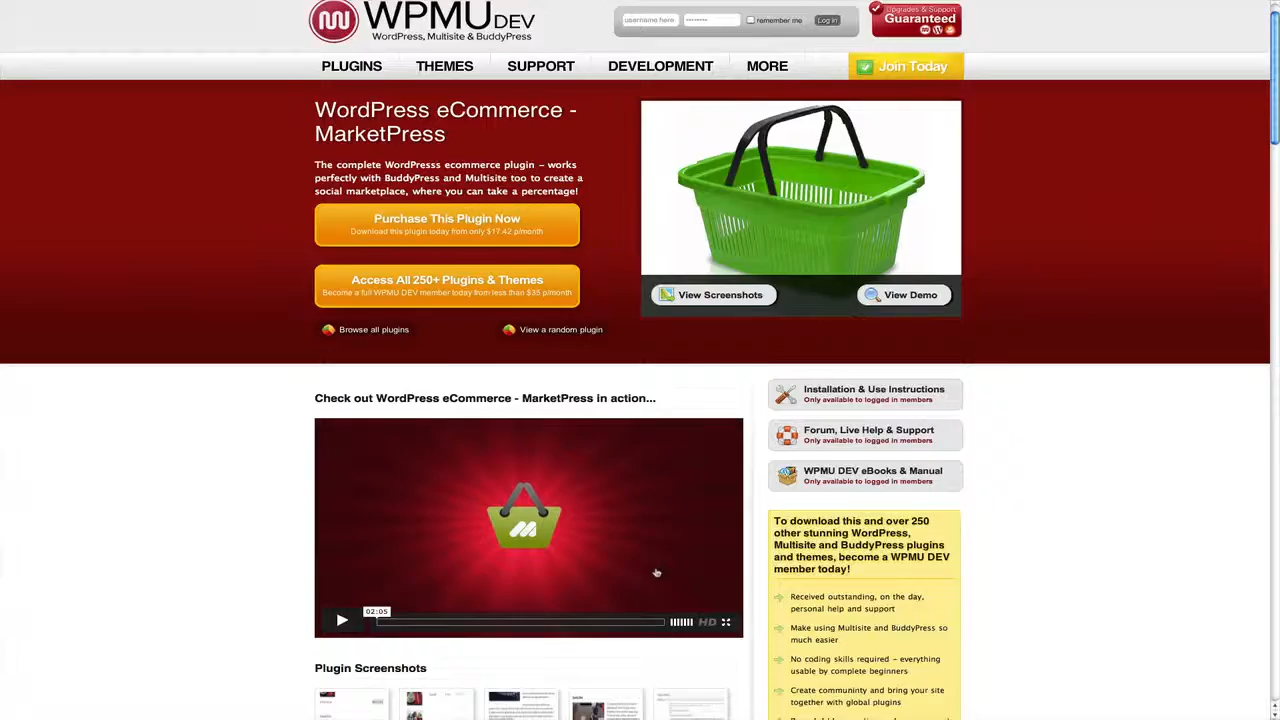 WPMU DEV
WordPress, Multisite & BuddyPress
username here
remember me
Log in
Upgrades & Support
Guaranteed
PLUGINS
THEMES
SUPPORT
DEVELOPMENT
MORE
Join Today
WordPress eCommerce -
MarketPress
The complete WordPresss ecommerce plugin – works
perfectly with BuddyPress and Multisite too to create a
social marketplace, where you can take a percentage!
Purchase This Plugin Now
Download this plugin today from only $17.42 p/month
Access All 250+ Plugins & Themes
Become a full WPMU DEV member today from less than $35 p/month
Browse all plugins
View a random plugin
View Screenshots
View Demo
Check out WordPress eCommerce - MarketPress in action...
02:05
HD
Plugin Screenshots
Installation & Use Instructions
Only available to logged in members
Forum, Live Help & Support
Only available to logged in members
WPMU DEV eBooks & Manual
Only available to logged in members
To download this and over 250
other stunning WordPress,
Multisite and BuddyPress plugins
and themes, become a WPMU DEV
member today!
Received outstanding, on the day,
personal help and support
Make using Multisite and BuddyPress so
much easier
No coding skills required – everything
usable by complete beginners
Create communinty and bring your site
together with global plugins